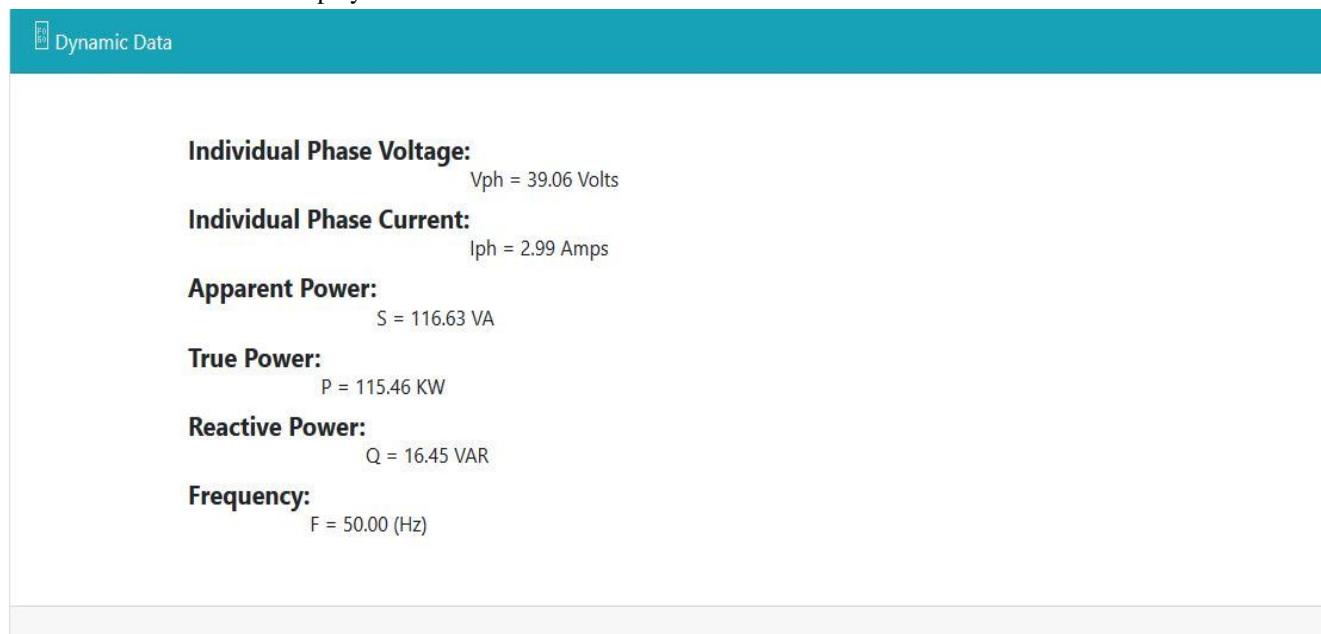 Dynamic Data
Individual Phase Voltage:
Vph = 39.06 Volts
Individual Phase Current:
Iph = 2.99 Amps
Apparent Power:
S = 116.63 VA
True Power:
P = 115.46 KW
Reactive Power:
Q = 16.45 VAR
Frequency:
F = 50.00 (Hz)